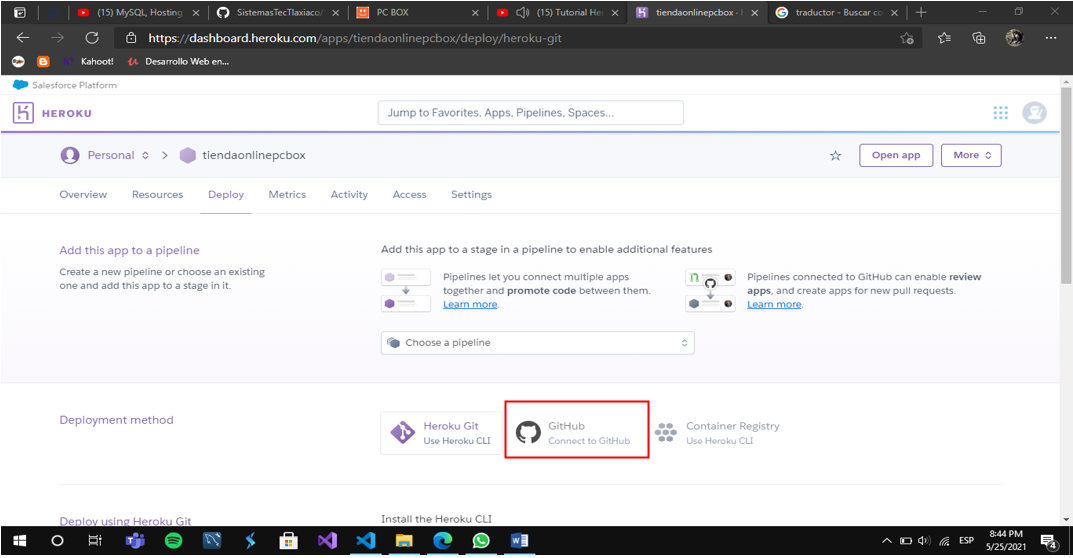 (15) MySQL, Hosting
SistemasTecTlaxiaco/
PC BOX
(15) Tutorial He
tiendaonlinepcbox · H
traductor - Buscar co
https://dashboard.heroku.com/apps/tiendaonlinepcbox/deploy/heroku-git
Kahoot!
Desarrollo Web en...
Salesforce Platform
HEROKU
Jump to Favorites, Apps, Pipelines, Spaces...
Personal
tiendaonlinepcbox
Open app
More
Overview
Resources
Deploy
Metrics
Activity
Access
Settings
Add this app to a pipeline
Create a new pipeline or choose an existing
one and add this app to a stage in it.
Add this app to a stage in a pipeline to enable additional features
Pipelines let you connect multiple apps
together and promote code between them.
Learn more.
Pipelines connected to GitHub can enable review
apps, and create apps for new pull requests.
Learn more.
Choose a pipeline
Deployment method
Heroku Git
Use Heroku CLI
GitHub
Connect to GitHub
Container Registry
Use Heroku CLI
Deploy using Heroku Git
Install the Heroku CLI
ESP
8:44 PM
5/25/2021
4